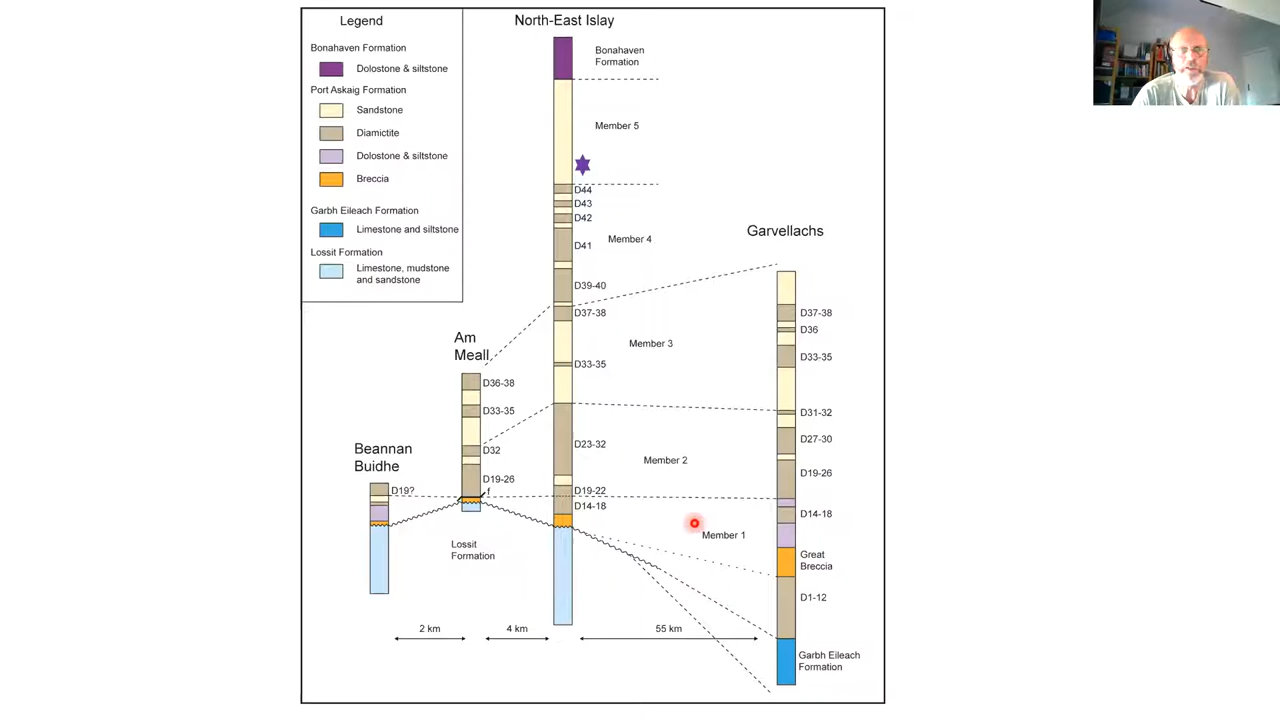 Legend
Bonahaven Formation
Dolostone & siltstone
Port Askaig Formation
Sandstone
Diamictite
Dolostone & siltstone
Breccia
Garbh Eileach Formation
Limestone and siltstone
Lossit Formation
Limestone, mudstone
and sandstone
North-East Islay
Bonahaven
Formation
Member 5
D44
D43
D42
D41
Member 4
D39-40
D37-38
Member 3
D33-35
D23-32
Member 2
D19-22
D14-18
Member 1
Garvellachs
D37-38
D36
D33-35
D31-32
D27-30
D19-26
D14-18
Great
Breccia
D1-12
Garbh Eileach
Formation
Am
Meall
D36-38
D33-35
D32
D19-26
Beannan
Buidhe
D19?
Lossit
Formation
2 km
4 km
55 km